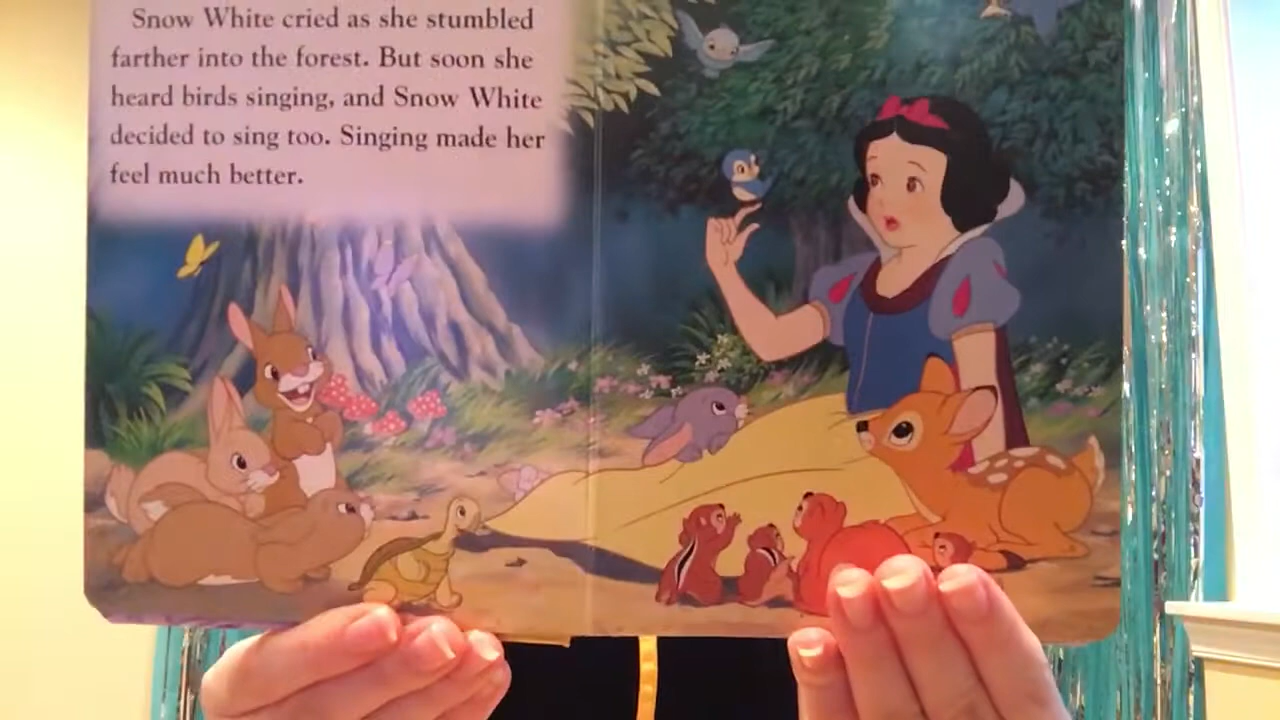 Snow White cried as she stumbled
farther into the forest. But soon she
heard birds singing, and Snow White
decided to sing too. Singing made her
feel much better.